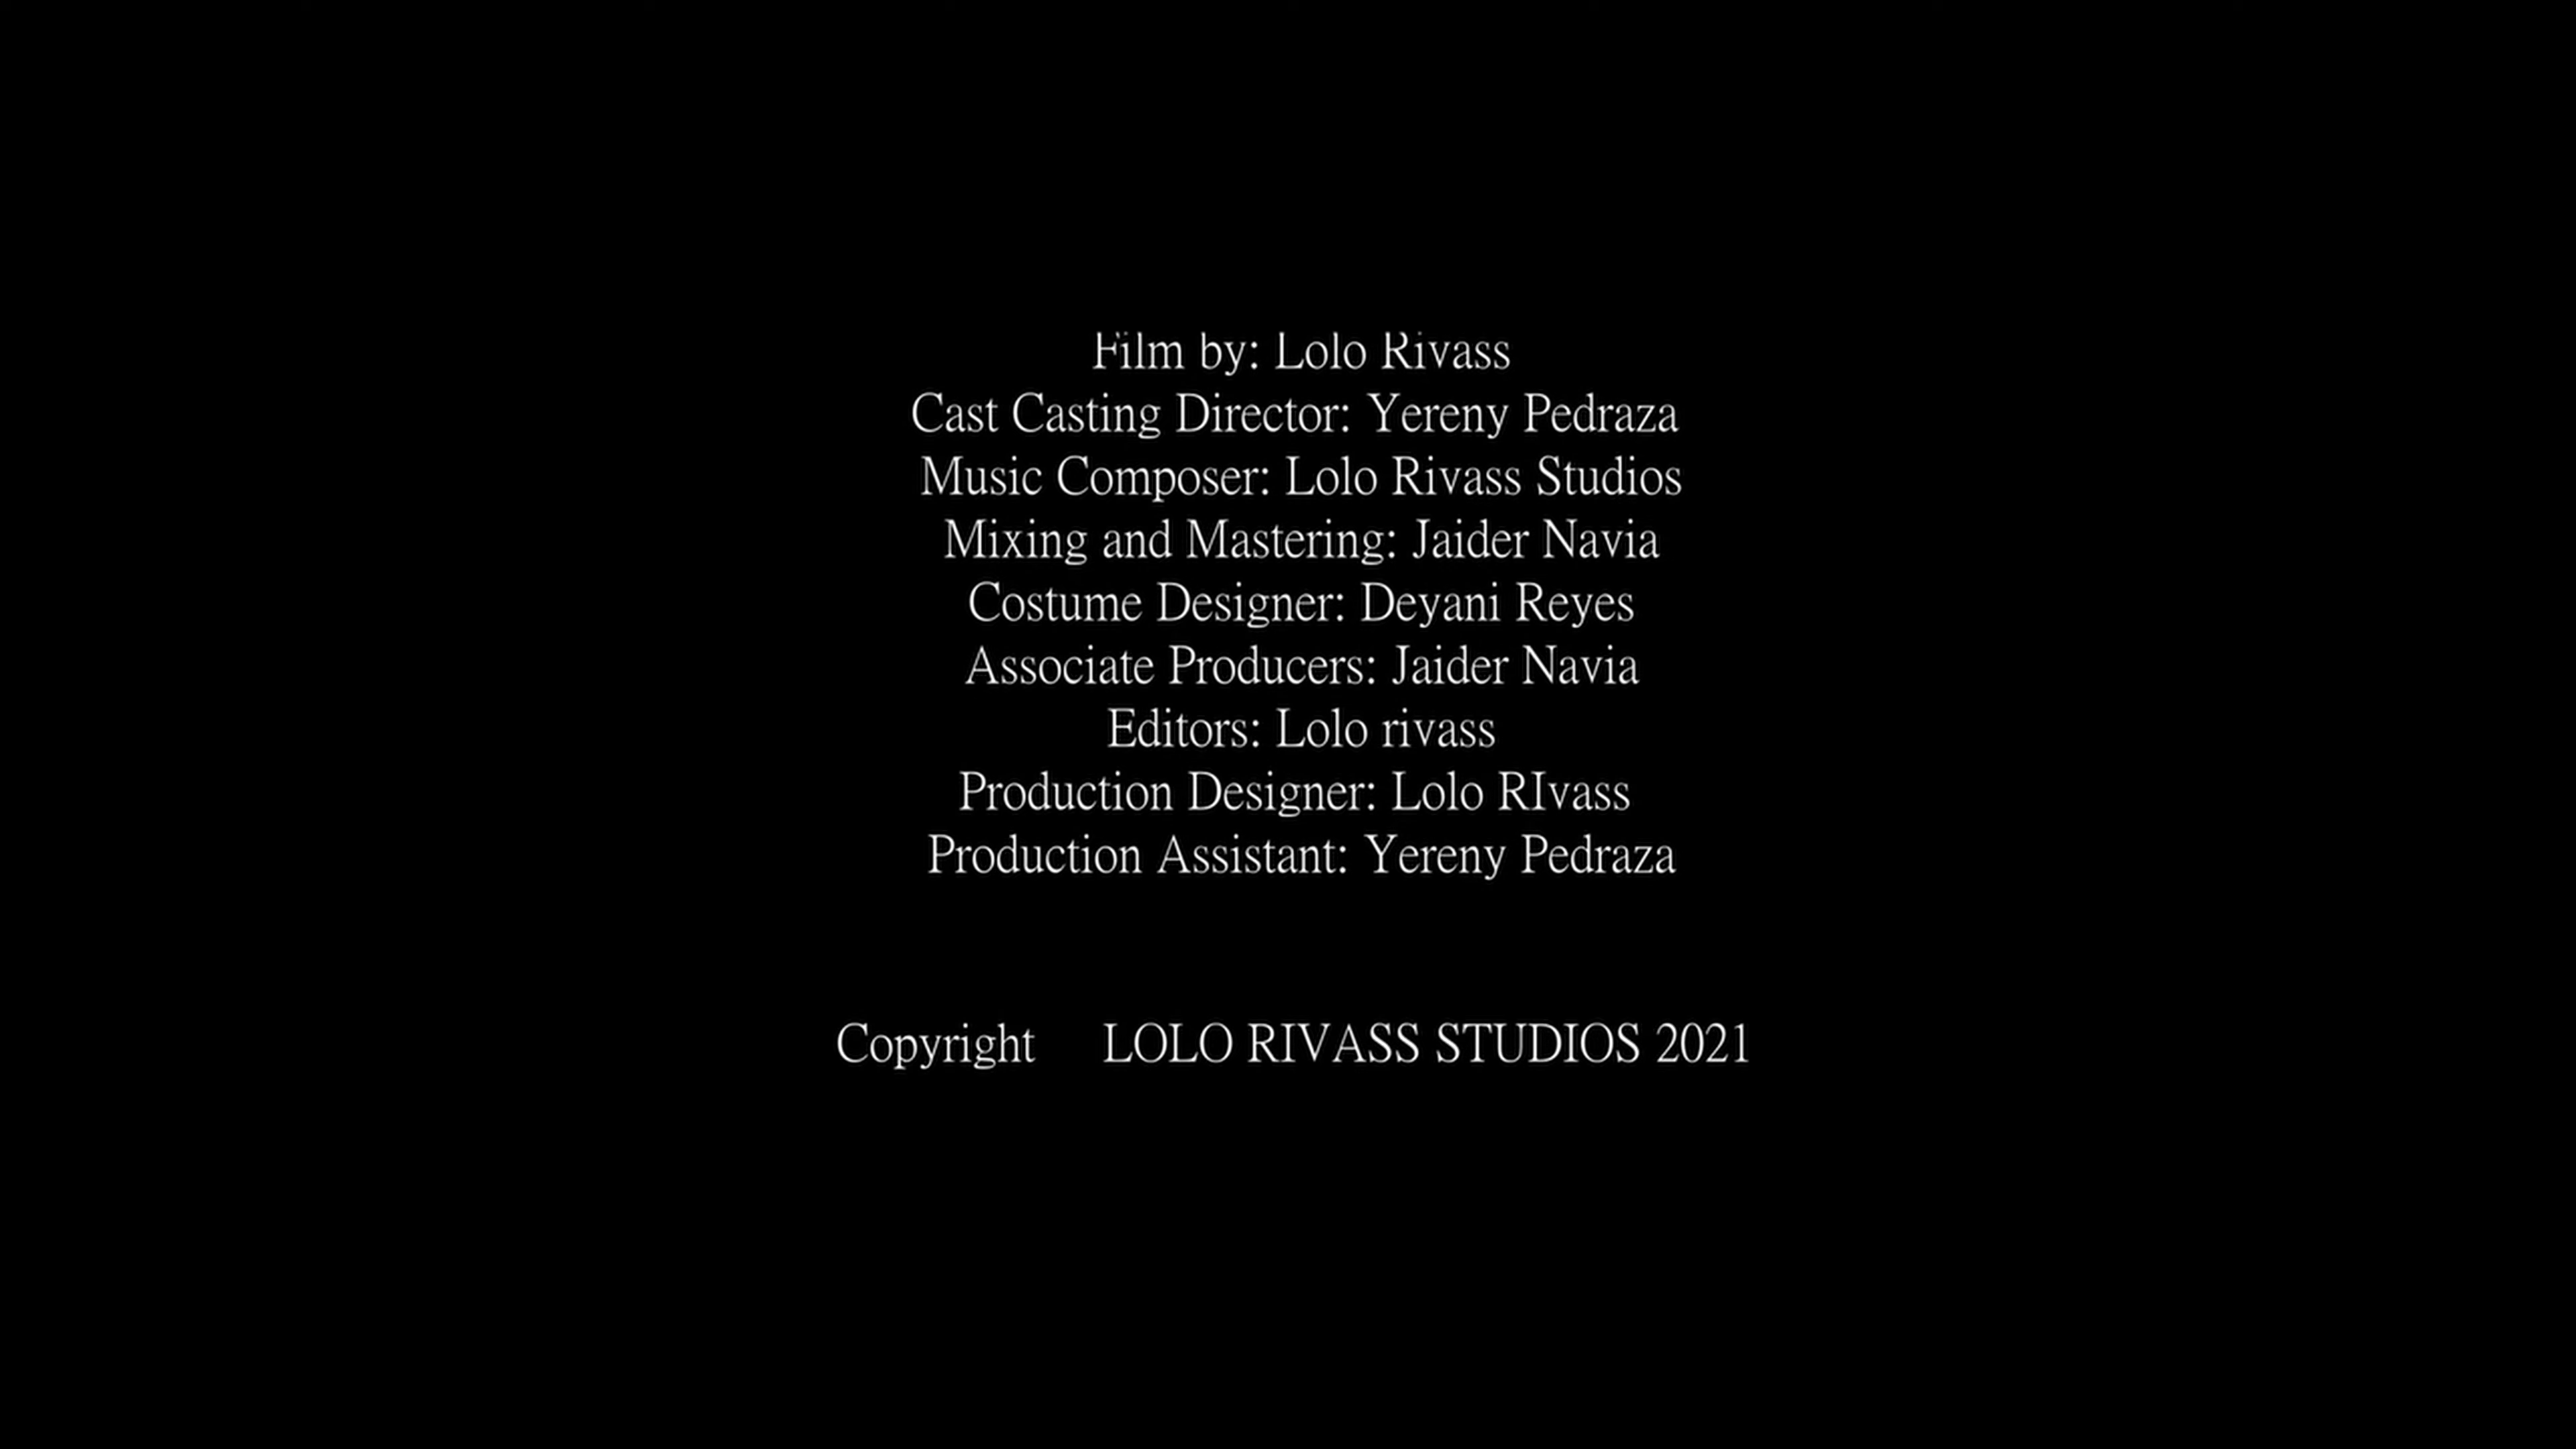 Film by: Lolo Rivass
Cast Casting Director: Yereny Pedraza
Music Composer: Lolo Rivass Studios
Mixing and Mastering: Jaider Navia
Costume Designer: Deyani Reyes
Associate Producers: Jaider Navia
Editors: Lolo rivass
Production Designer: Lolo RIvass
Production Assistant: Yereny Pedraza
Copyright LOLO RIVASS STUDIOS 2021